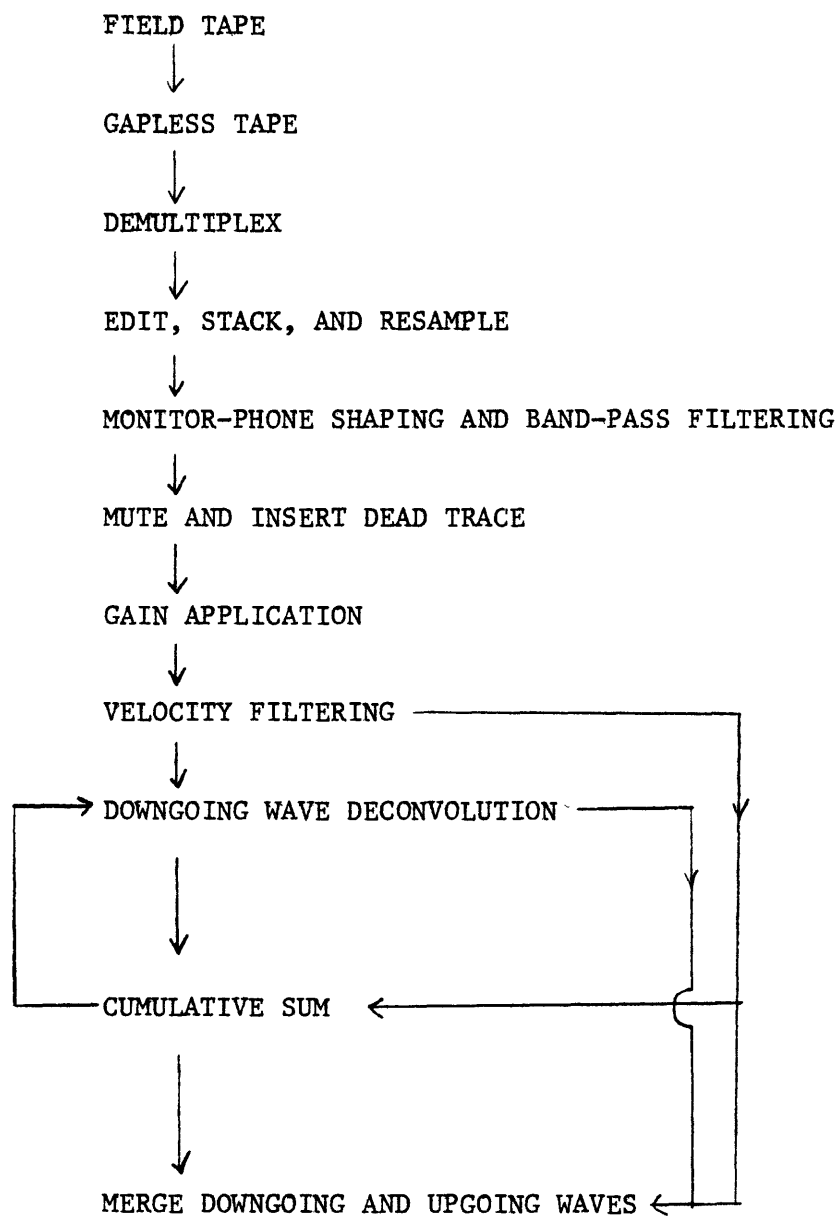 FIELD TAPE
GAPLESS TAPE
DEMULTIPLEX
EDIT, STACK, AND RESAMPLE
MONITOR-PHONE SHAPING AND BAND-PASS FILTERING
MUTE AND INSERT DEAD TRACE
GAIN APPLICATION
VELOCITY FILTERING
DOWNGOING WAVE DECONVOLUTION
CUMULATIVE SUM
MERGE DOWNGOING AND UPGOING WAVES